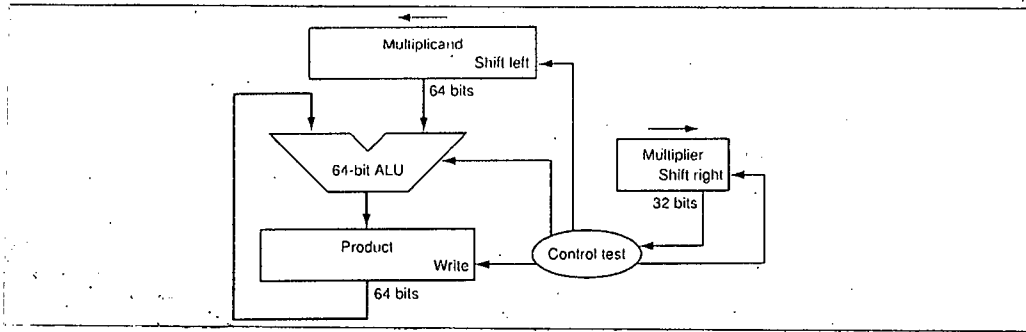 Multiplicand
Shift left
64 bits
64-bit ALU
Multiplier
Shift right
32 bits
Product
Write
Control test
64 bits